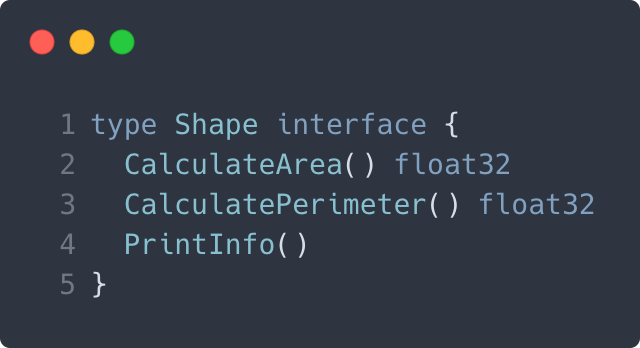 1 type Shape interface {
2   CalculateArea() float32
3   CalculatePerimeter() float32
4   PrintInfo()
5 }